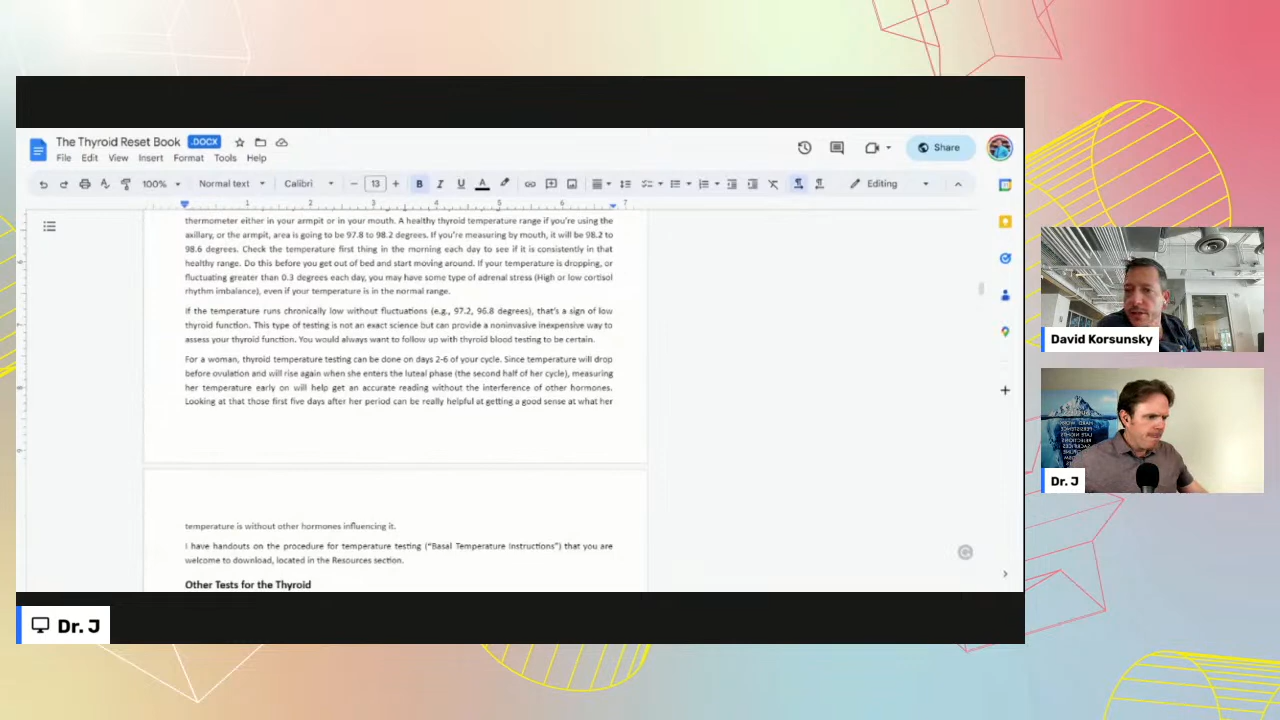 The Thyroid Reset Book .DOCX
File Edit View Insert Format Tools Help
Share
100% Normal text Calibri 13 B I U A Editing
1 2 3 4 5 6 7
thermometer either in your armpit or in your mouth. A healthy thyroid temperature range if you're using the
axillary, or the armpit, area is going to be 97.8 to 98.2 degrees. If you're measuring by mouth, it will be 98.2 to
98.6 degrees. Check the temperature first thing in the morning each day to see if it is consistently in that
healthy range. Do this before you get out of bed and start moving around. If your temperature is dropping, or
fluctuating greater than 0.3 degrees each day, you may have some type of adrenal stress (High or low cortisol
rhythm imbalance), even if your temperature is in the normal range.
If the temperature runs chronically low without fluctuations (e.g., 97.2, 96.8 degrees), that's a sign of low
thyroid function. This type of testing is not an exact science but can provide a noninvasive inexpensive way to
assess your thyroid function. You would always want to follow up with thyroid blood testing to be certain.
For a woman, thyroid temperature testing can be done on days 2-6 of your cycle. Since temperature will drop
before ovulation and will rise again when she enters the luteal phase (the second half of her cycle), measuring
her temperature early on will help get an accurate reading without the interference of other hormones.
Looking at that those first five days after her period can be really helpful at getting a good sense at what her
temperature is without other hormones influencing it.
I have handouts on the procedure for temperature testing ("Basal Temperature Instructions") that you are
welcome to download, located in the Resources section.
Other Tests for the Thyroid
David Korsunsky
HARD WORK
PERSISTENCE
LATE NIGHTS
REJECTIONS
SACRIFICES
DISCIPLINE
Dr. J
Dr. J